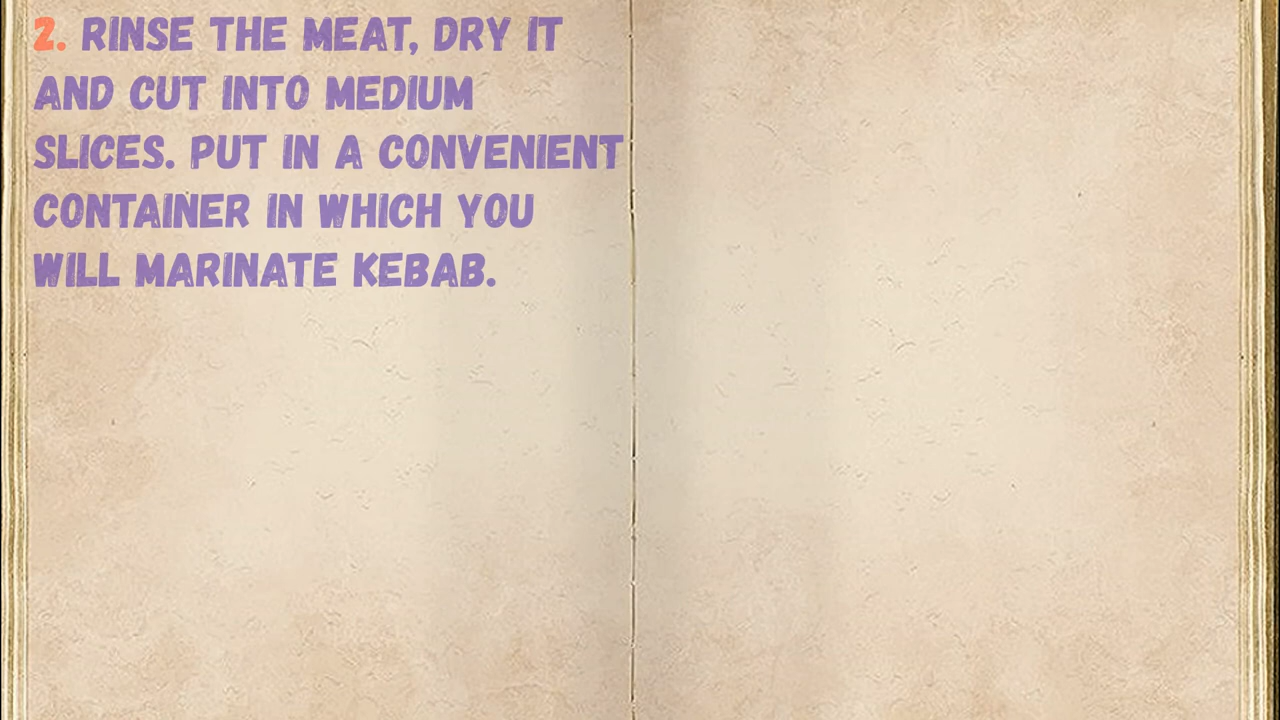 2. RINSE THE MEAT, DRY IT
AND CUT INTO MEDIUM
SLICES. PUT IN A CONVENIENT
CONTAINER IN WHICH YOU
WILL MARINATE KEBAB.